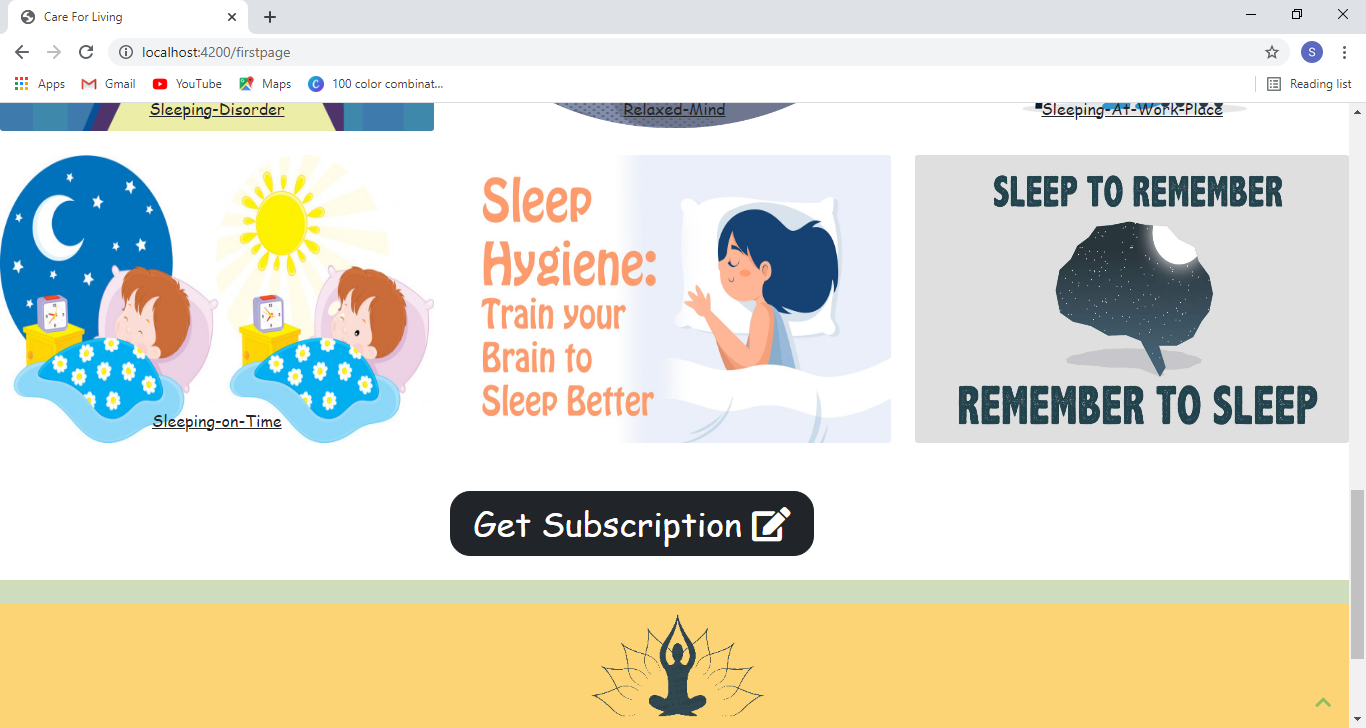 Care For Living
localhost:4200/firstpage
S
Apps
Gmail
YouTube
Maps
C
100 color combinat...
Reading list
Sleeping-Disorder
Relaxed-Mind
Sleeping-At-Work-Place
Sleeping-on-Time
Sleep
Hygiene:
Train your
Brain to
Sleep Better
SLEEP TO REMEMBER
REMEMBER TO SLEEP
Get Subscription